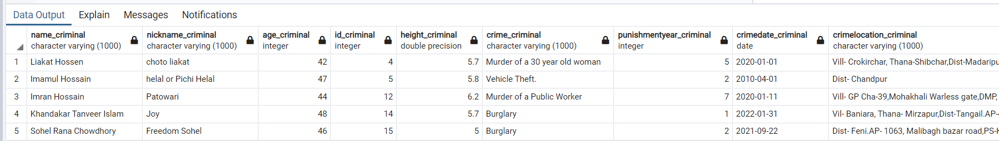 Data Output Explain Messages Notifications
name_criminal nickname_criminal age_criminal id_criminal height_criminal crime_criminal punishmentyear_criminal crimedate_criminal crimelocation_criminal
character varying (1000) character varying (1000) integer integer double precision character varying (1000) integer date character varying (1000)
1 Liakat Hossen choto liakat 42 4 5.7 Murder of a 30 year old woman 5 2020-01-01 Vill- Crokirchar, Thana-Shibchar,Dist-Madaripu
2 Imamul Hossain helal or Pichi Helal 47 5 5.8 Vehicle Theft. 2 2010-04-01 Dist- Chandpur
3 Imran Hossain Patowari 44 12 6.2 Murder of a Public Worker 7 2020-01-11 Vill- GP Cha-39,Mohakhali Warless gate,DMP,
4 Khandakar Tanveer Islam Joy 48 14 5.7 Burglary 1 2022-01-31 Vil- Baniara, Thana- Mirzapur,Dist-Tangail.AP-
5 Sohel Rana Chowdhory Freedom Sohel 46 15 5 Burglary 2 2021-09-22 Dist- Feni.AP- 1063, Malibagh bazar road,PS-K